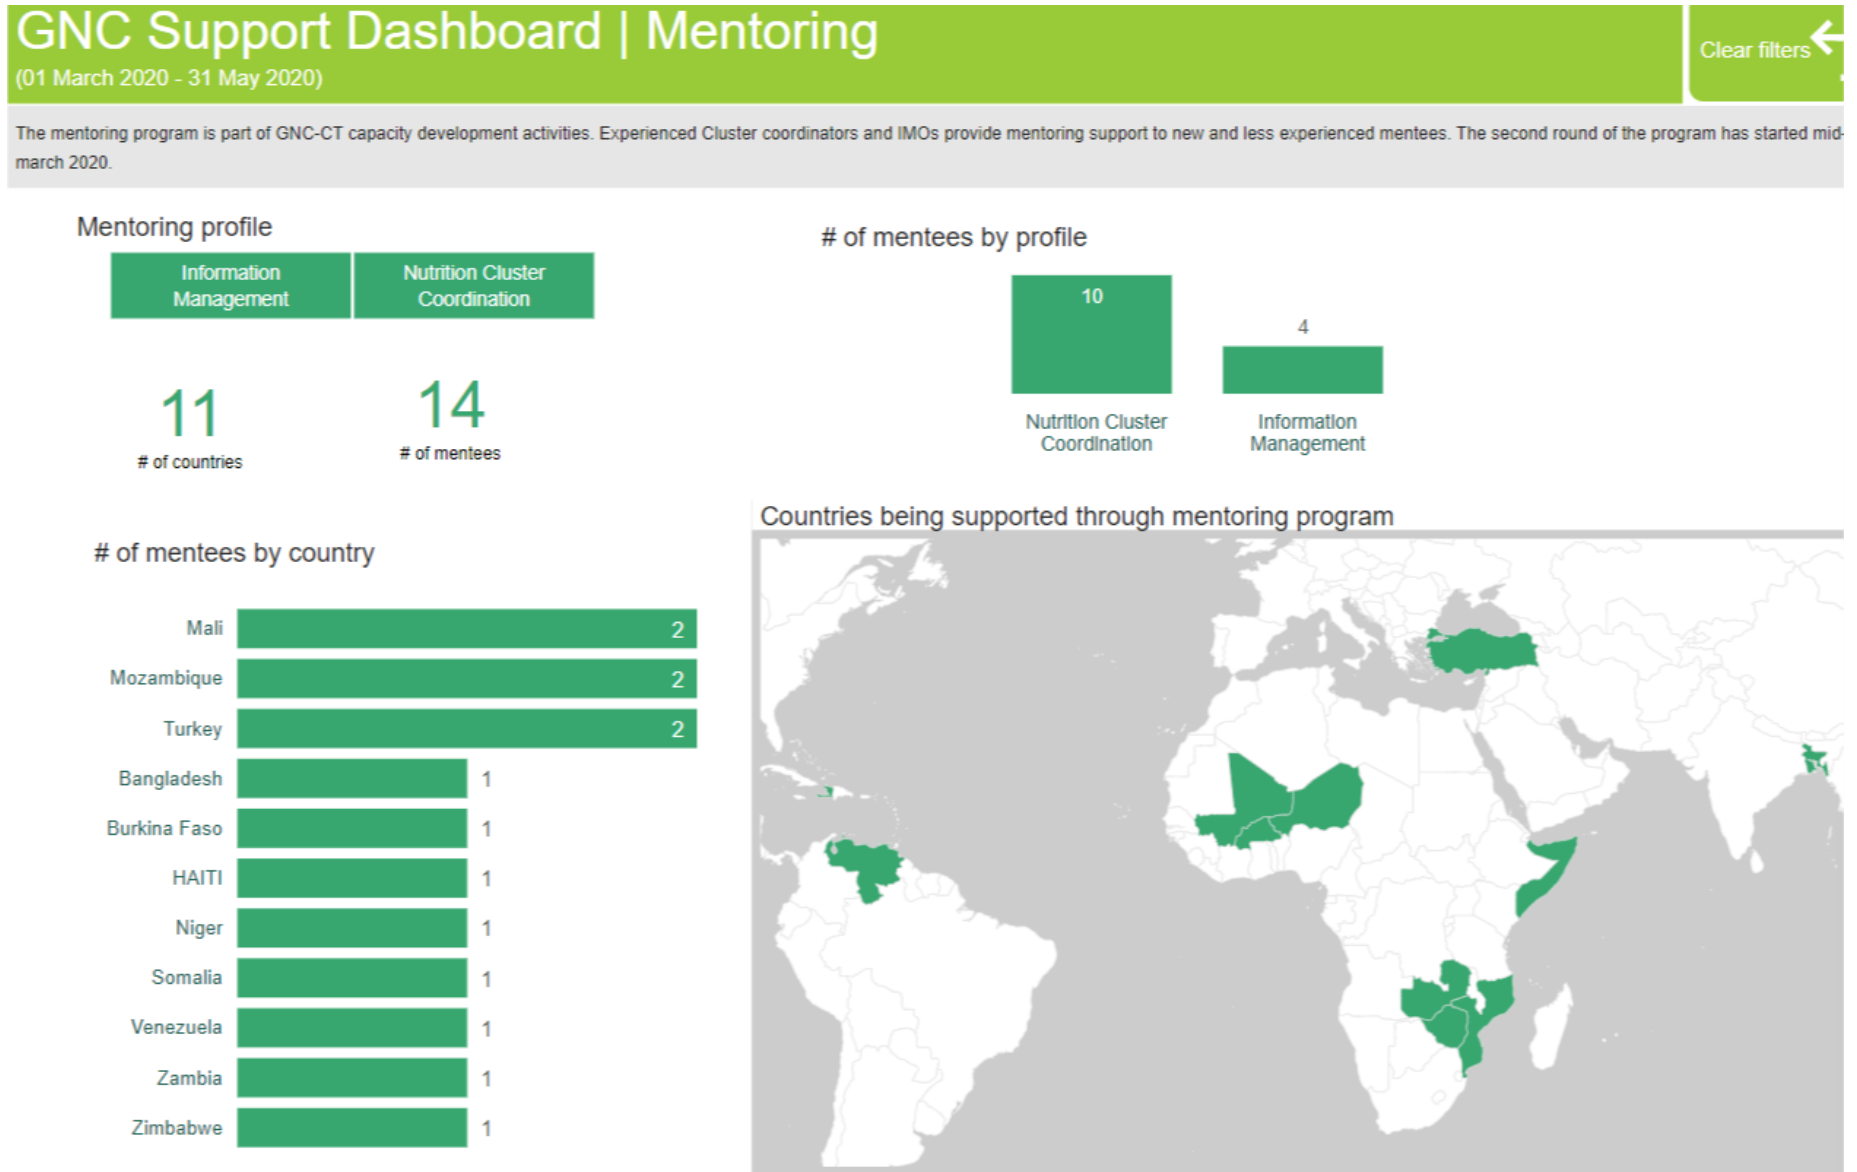 GNC Support Dashboard | Mentoring
(01 March 2020 - 31 May 2020)
Clear filters
The mentoring program is part of GNC-CT capacity development activities. Experienced Cluster coordinators and IMOs provide mentoring support to new and less experienced mentees. The second round of the program has started mid-
march 2020.
Mentoring profile
Information
Management
Nutrition Cluster
Coordination
11
# of countries
14
# of mentees
# of mentees by profile
10
4
Nutrition Cluster
Coordination
Information
Management
# of mentees by country
Mali 2
Mozambique 2
Turkey 2
Bangladesh 1
Burkina Faso 1
HAITI 1
Niger 1
Somalia 1
Venezuela 1
Zambia 1
Zimbabwe 1
Countries being supported through mentoring program